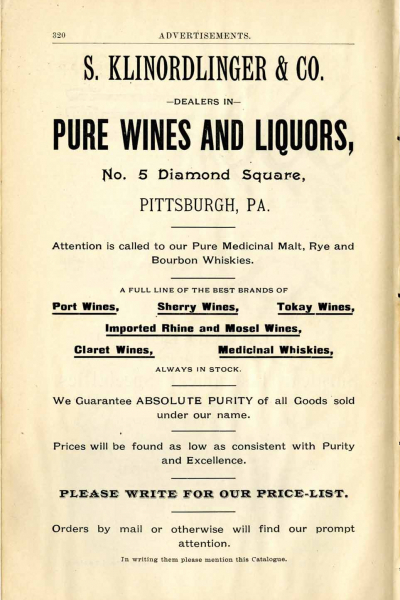 320
ADVERTISEMENTS.
S. KLINORDLINGER & CO.
—DEALERS IN—
PURE WINES AND LIQUORS,
No. 5 Diamond Square,
PITTSBURGH, PA.
Attention is called to our Pure Medicinal Malt, Rye and
Bourbon Whiskies.
A FULL LINE OF THE BEST BRANDS OF
Port Wines, Sherry Wines, Tokay Wines,
Imported Rhine and Mosel Wines,
Claret Wines, Medicinal Whiskies,
ALWAYS IN STOCK.
We Guarantee ABSOLUTE PURITY of all Goods sold
under our name.
Prices will be found as low as consistent with Purity
and Excellence.
PLEASE WRITE FOR OUR PRICE-LIST.
Orders by mail or otherwise will find our prompt
attention.
In writing them please mention this Catalogue.